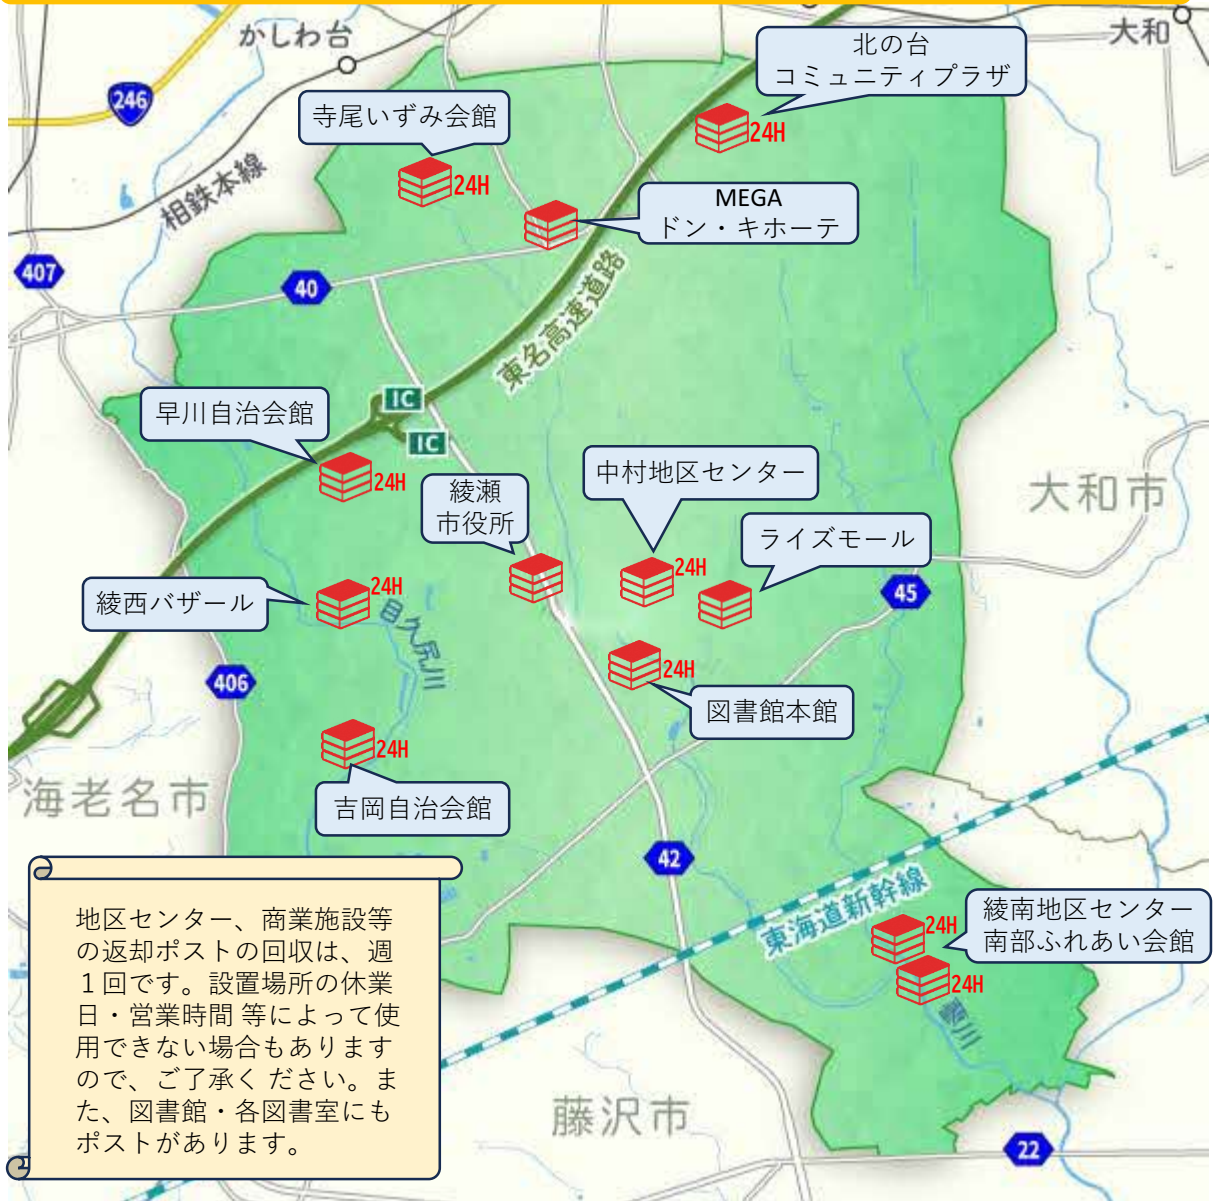 かしわ台
大和
246
北の台
コミュニティプラザ
24H
寺尾いずみ会館
24H
相鉄本線
MEGA
ドン・キホーテ
407
40
東名高速道路
IC
IC
早川自治会館
24H
綾瀬
市役所
中村地区センター
24H
大和市
ライズモール
45
綾西バザール
24H
目久尻川
406
24H
図書館本館
24H
吉岡自治会館
海老名市
42
東海道新幹線
綾南地区センター
南部ふれあい会館
24H
24H
蓼川
藤沢市
22
地区センター、商業施設等
の返却ポストの回収は、週
1回です。設置場所の休業
日・営業時間 等によって使
用できない場合もあります
ので、ご了承く ださい。ま
た、図書館・各図書室にも
ポストがあります。